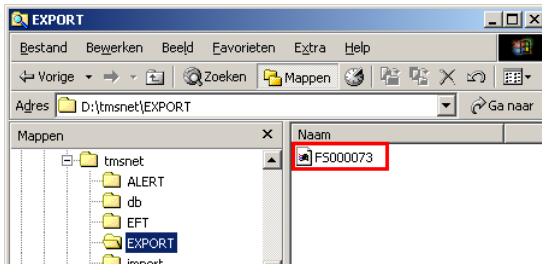 EXPORT
Bestand Bewerken Beeld Favorieten Extra Help
Vorige Zoeken Mappen
Adres D:\tmsnet\EXPORT Ga naar
Mappen × Naam
tmsnet FS000073
ALERT
db
EFT
EXPORT
import